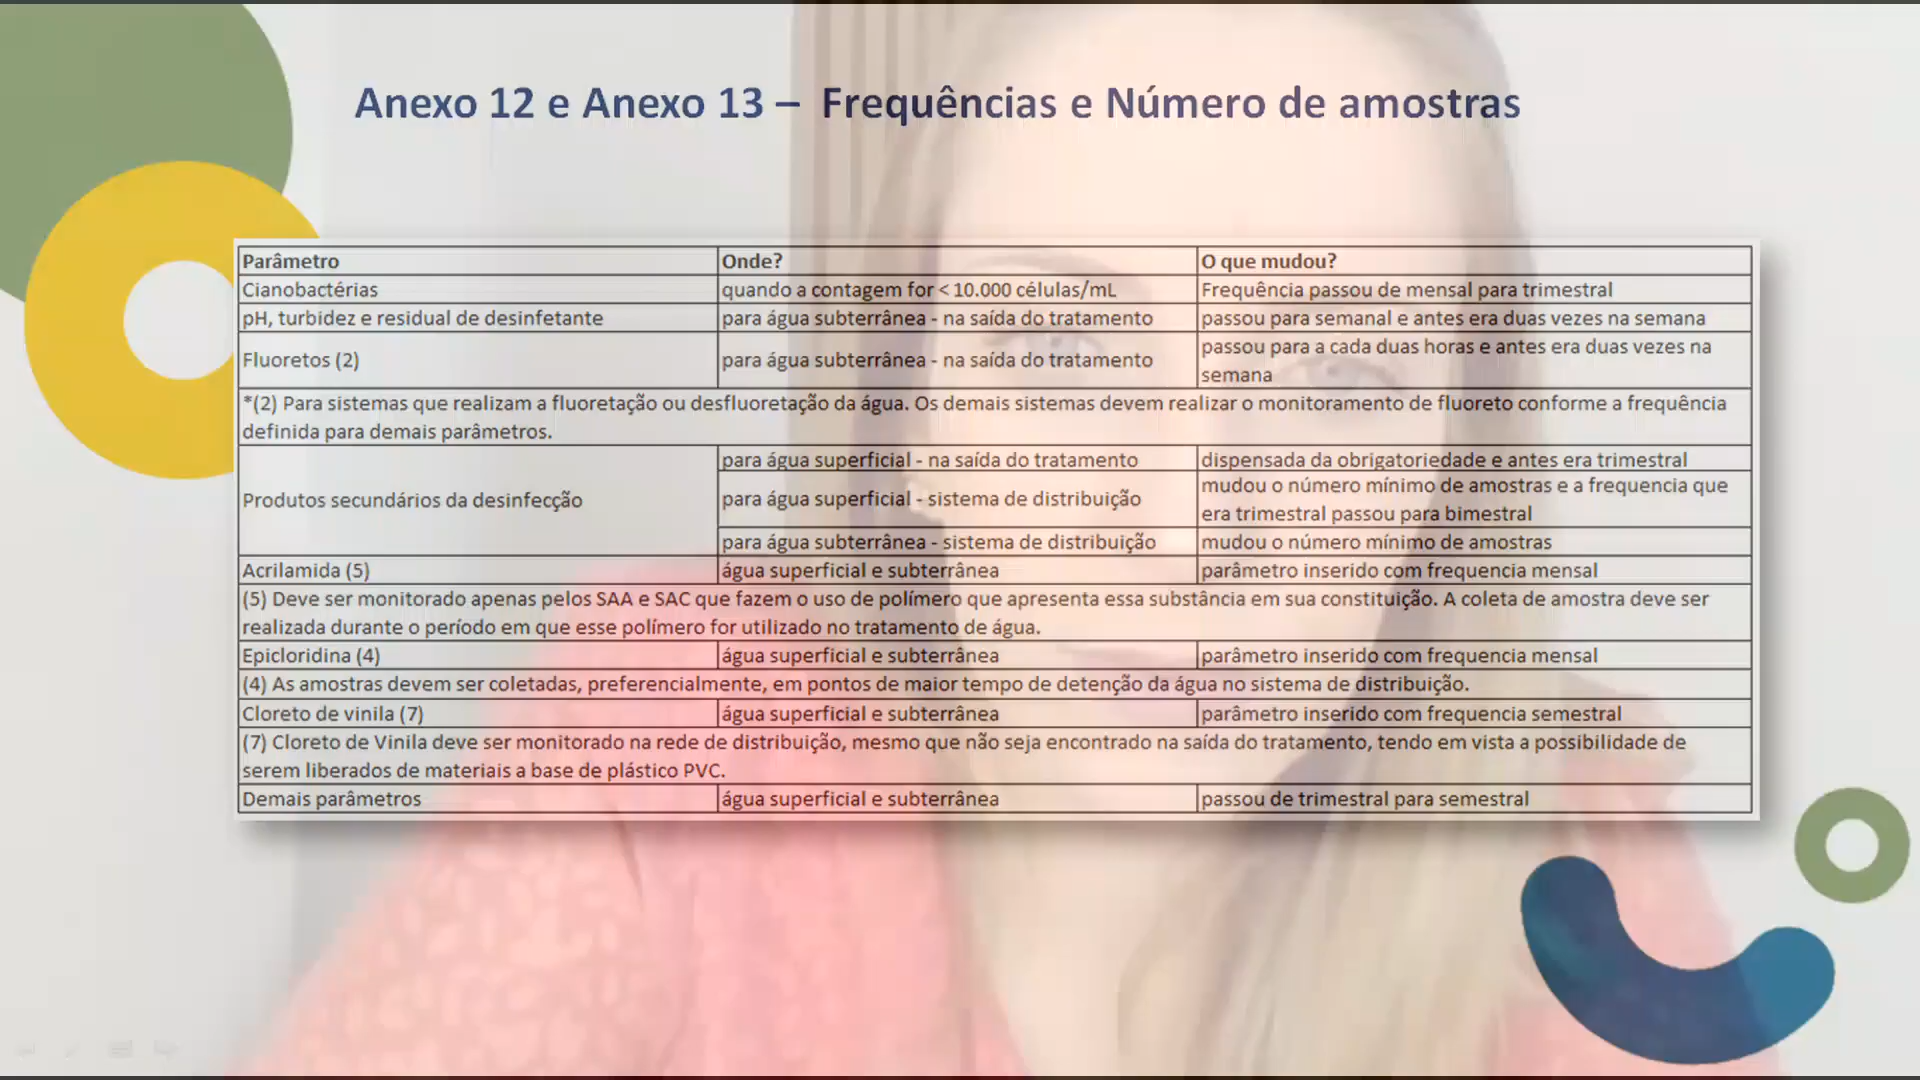 Anexo 12 e Anexo 13 – Frequências e Número de amostras
Parâmetro Onde? O que mudou?
Cianobactérias quando a contagem for < 10.000 células/mL Frequência passou de mensal para trimestral
pH, turbidez e residual de desinfetante para água subterrânea - na saída do tratamento passou para semanal e antes era duas vezes na semana
Fluoretos (2) para água subterrânea - na saída do tratamento passou para a cada duas horas e antes era duas vezes na
semana
*(2) Para sistemas que realizam a fluoretação ou desfluoretação da água. Os demais sistemas devem realizar o monitoramento de fluoreto conforme a frequência
definida para demais parâmetros.
Produtos secundários da desinfecção
para água superficial - na saída do tratamento dispensada da obrigatoriedade e antes era trimestral
para água superficial - sistema de distribuição mudou o número mínimo de amostras e a frequencia que
era trimestral passou para bimestral
para água subterrânea - sistema de distribuição mudou o número mínimo de amostras
Acrilamida (5) água superficial e subterrânea parâmetro inserido com frequencia mensal
(5) Deve ser monitorado apenas pelos SAA e SAC que fazem o uso de polímero que apresenta essa substância em sua constituição. A coleta de amostra deve ser
realizada durante o período em que esse polímero for utilizado no tratamento de água.
Epicloridina (4) água superficial e subterrânea parâmetro inserido com frequencia mensal
(4) As amostras devem ser coletadas, preferencialmente, em pontos de maior tempo de detenção da água no sistema de distribuição.
Cloreto de vinila (7) água superficial e subterrânea parâmetro inserido com frequencia semestral
(7) Cloreto de Vinila deve ser monitorado na rede de distribuição, mesmo que não seja encontrado na saída do tratamento, tendo em vista a possibilidade de
serem liberados de materiais a base de plástico PVC.
Demais parâmetros água superficial e subterrânea passou de trimestral para semestral